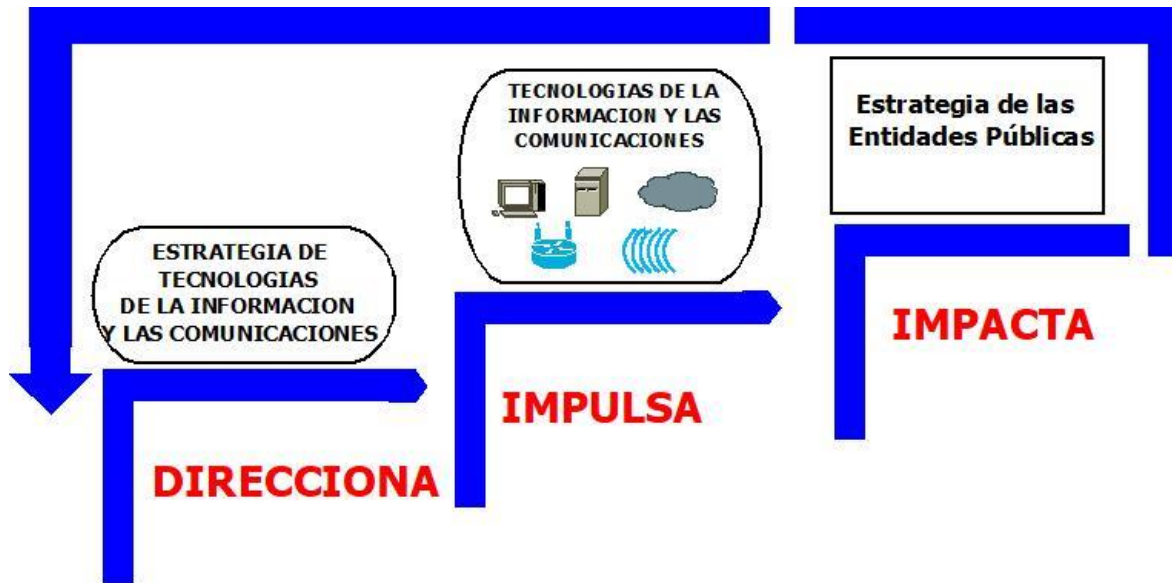 ESTRATEGIA DE
TECNOLOGIAS
DE LA INFORMACION
Y LAS COMUNICACIONES
DIRECCIONA
TECNOLOGIAS DE LA
INFORMACION Y LAS
COMUNICACIONES
IMPULSA
Estrategia de las
Entidades Públicas
IMPACTA